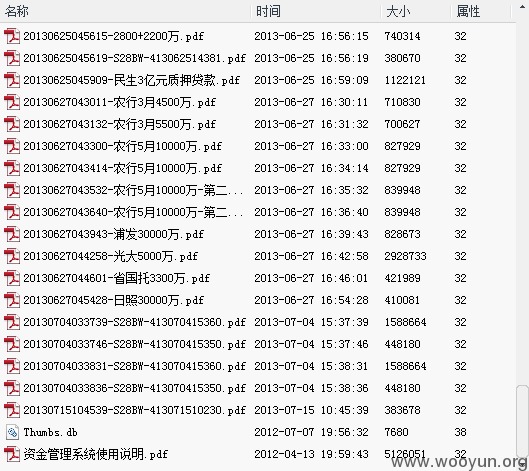 名称 时间 大小 属性
20130625045615-2800+2200万.pdf 2013-06-25 16:56:15 740314 32
20130625045619-S28BW-413062514381.pdf 2013-06-25 16:56:19 380670 32
20130625045909-民生3亿元质押贷款.pdf 2013-06-25 16:59:09 1122121 32
20130627043011-农行3月4500万.pdf 2013-06-27 16:30:11 710830 32
20130627043132-农行3月5500万.pdf 2013-06-27 16:31:32 700627 32
20130627043300-农行5月10000万.pdf 2013-06-27 16:33:00 827929 32
20130627043414-农行5月10000万.pdf 2013-06-27 16:34:14 827929 32
20130627043532-农行5月10000万-第二... 2013-06-27 16:35:32 839948 32
20130627043640-农行5月10000万-第二... 2013-06-27 16:36:40 839948 32
20130627043943-浦发30000万.pdf 2013-06-27 16:39:43 828673 32
20130627044258-光大5000万.pdf 2013-06-27 16:42:58 2928733 32
20130627044601-省国托3300万.pdf 2013-06-27 16:46:01 421989 32
20130627045428-日照30000万.pdf 2013-06-27 16:54:28 410081 32
20130704033739-S28BW-413070415360.pdf 2013-07-04 15:37:39 1588664 32
20130704033746-S28BW-413070415350.pdf 2013-07-04 15:37:46 448180 32
20130704033831-S28BW-413070415360.pdf 2013-07-04 15:38:31 1588664 32
20130704033836-S28BW-413070415350.pdf 2013-07-04 15:38:36 448180 32
20130715104539-S28BW-413071510230.pdf 2013-07-15 10:45:39 383678 32
Thumbs.db 2012-07-07 19:56:32 7680 38
资金管理系统使用说明.pdf 2012-04-13 19:59:43 5126051 32
www.wooyun.org